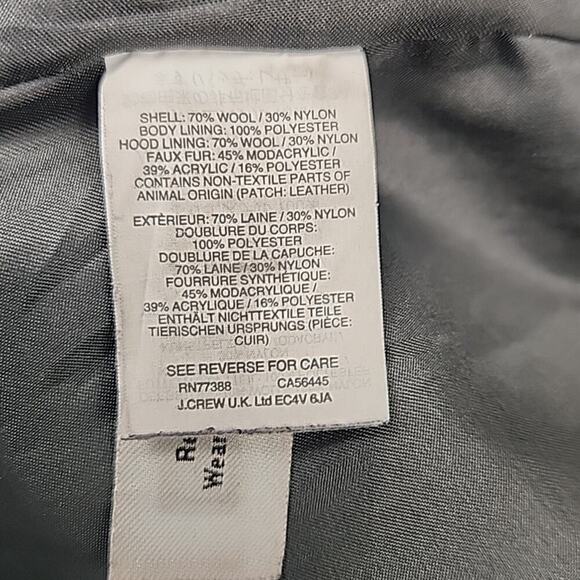 SHELL: 70% WOOL / 30% NYLON
BODY LINING: 100% POLYESTER
HOOD LINING: 70% WOOL / 30% NYLON
FAUX FUR: 45% MODACRYLIC /
39% ACRYLIC / 16% POLYESTER
CONTAINS NON-TEXTILE PARTS OF
ANIMAL ORIGIN (PATCH: LEATHER)
EXTÉRIEUR: 70% LAINE / 30% NYLON
DOUBLURE DU CORPS:
100% POLYESTER
DOUBLURE DE LA CAPUCHE:
70% LAINE / 30% NYLON
FOURRURE SYNTHÉTIQUE:
45% MODACRYLIQUE /
39% ACRYLIQUE / 16% POLYESTER
ENTHÄLT NICHTTEXTILE TEILE
TIERISCHEN URSPRUNGS (PIÈCE:
CUIR)
SEE REVERSE FOR CARE
RN77388 CA56445
J.CREW U.K. Ltd EC4V 6JA
Wear